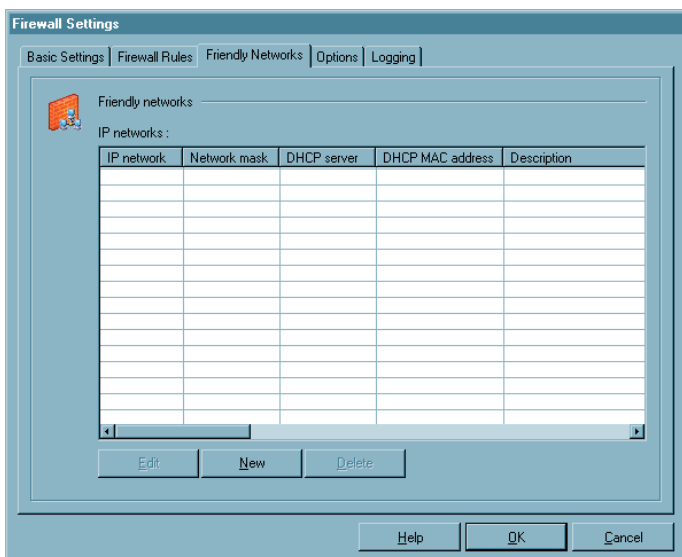 Firewall Settings
Basic Settings Firewall Rules Friendly Networks Options Logging
Friendly networks
IP networks :
IP network Network mask DHCP server DHCP MAC address Description
Edit New Delete
Help OK Cancel